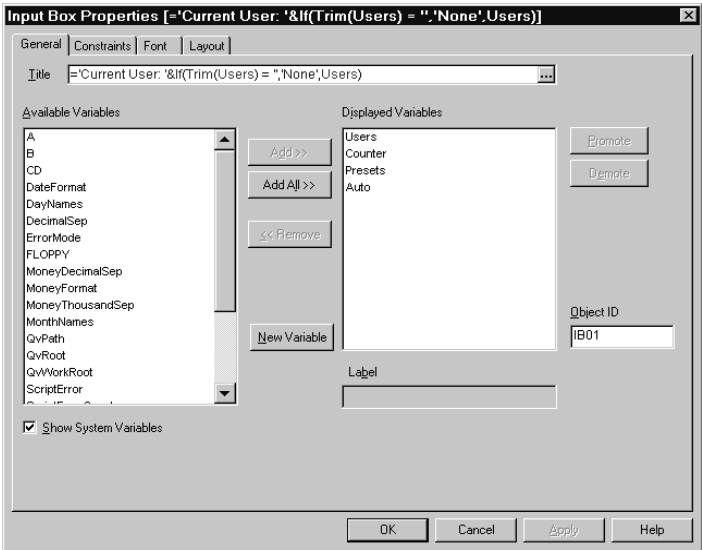 Input Box Properties [='Current User: '&If(Trim(Users) = '','None',Users)]
General Constraints Font Layout
Title ='Current User: '&If(Trim(Users) = '','None',Users) ...
Available Variables
A
B
CD
DateFormat
DayNames
DecimalSep
ErrorMode
FLOPPY
MoneyDecimalSep
MoneyFormat
MoneyThousandSep
MonthNames
QvPath
QvRoot
QvWorkRoot
ScriptError
Show System Variables
Add >>
Add All >>
<< Remove
New Variable
Displayed Variables
Users
Counter
Presets
Auto
Label
Promote
Demote
Object ID
IB01
OK Cancel Apply Help